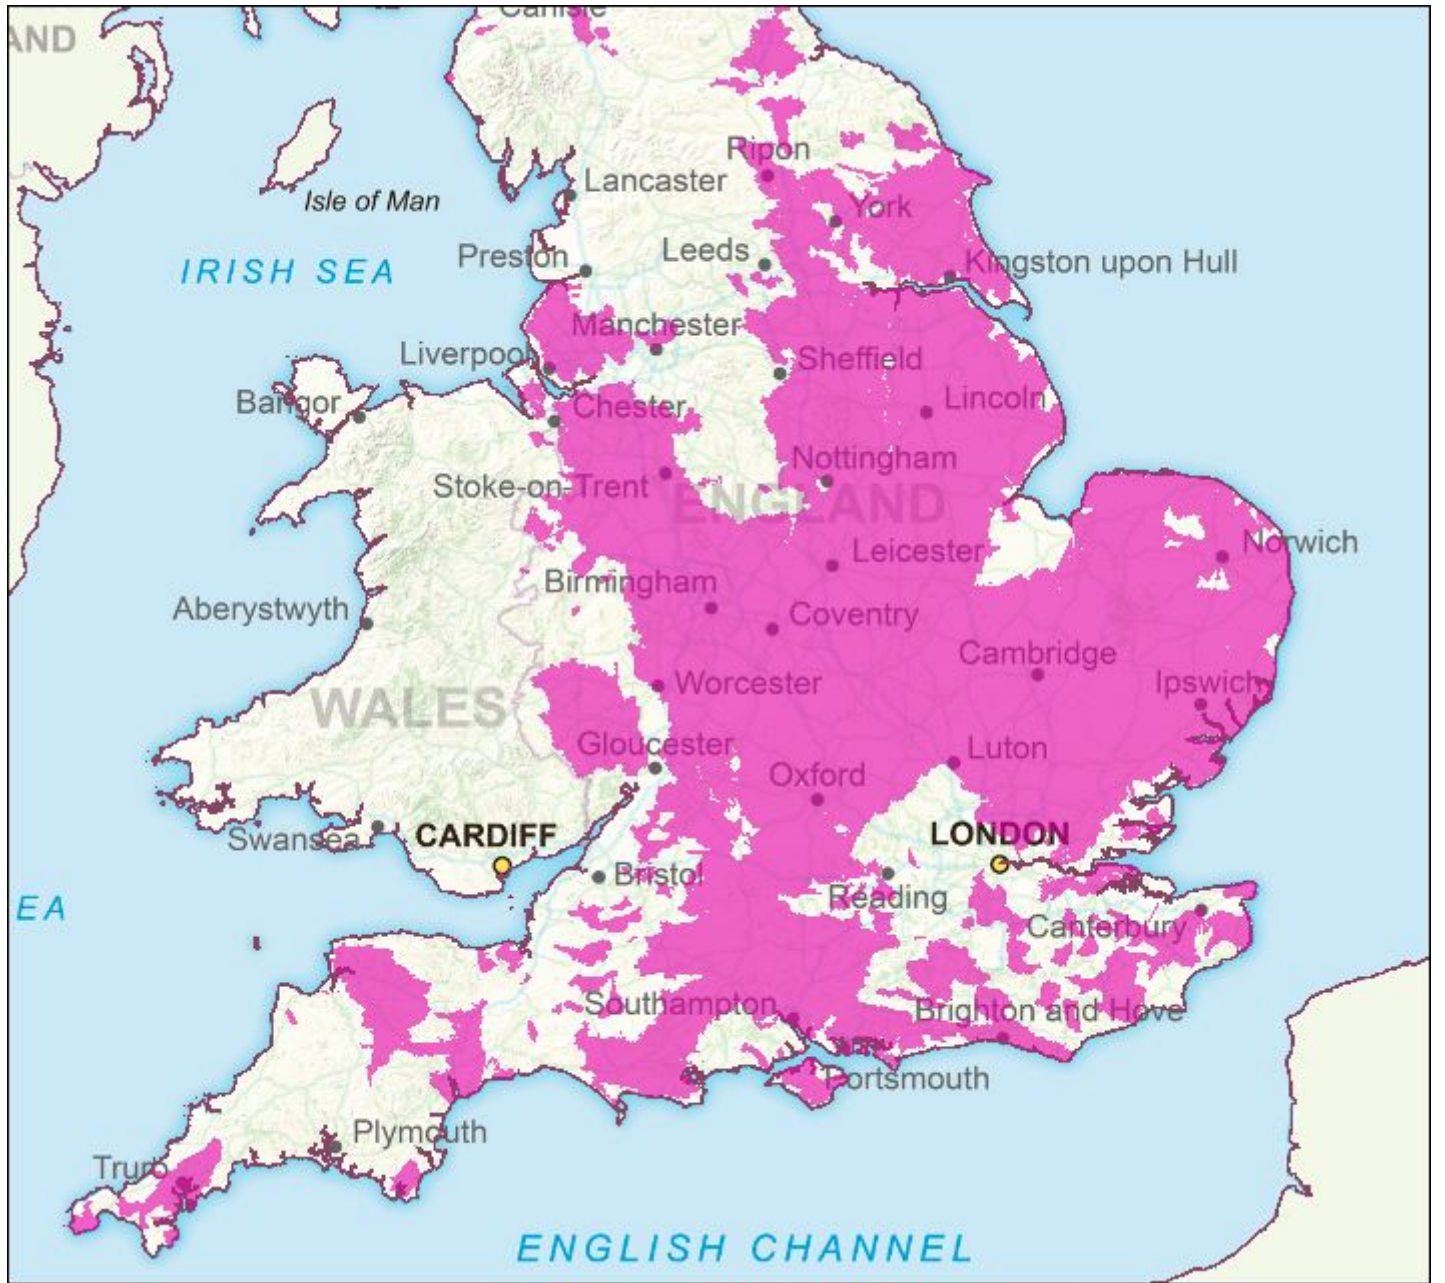 Carlisle
AND
Ripon
Lancaster
Isle of Man
York
IRISH SEA
Preston
Leeds
Kingston upon Hull
Manchester
Liverpool
Sheffield
Bangor
Chester
Lincoln
Nottingham
Stoke-on-Trent
ENGLAND
Leicester
Norwich
Birmingham
Aberystwyth
Coventry
Cambridge
Worcester
Ipswich
WALES
Gloucester
Luton
Oxford
Swansea
CARDIFF
LONDON
Bristol
Reading
EA
Canterbury
Southampton
Brighton and Hove
Portsmouth
Plymouth
Truro
ENGLISH CHANNEL